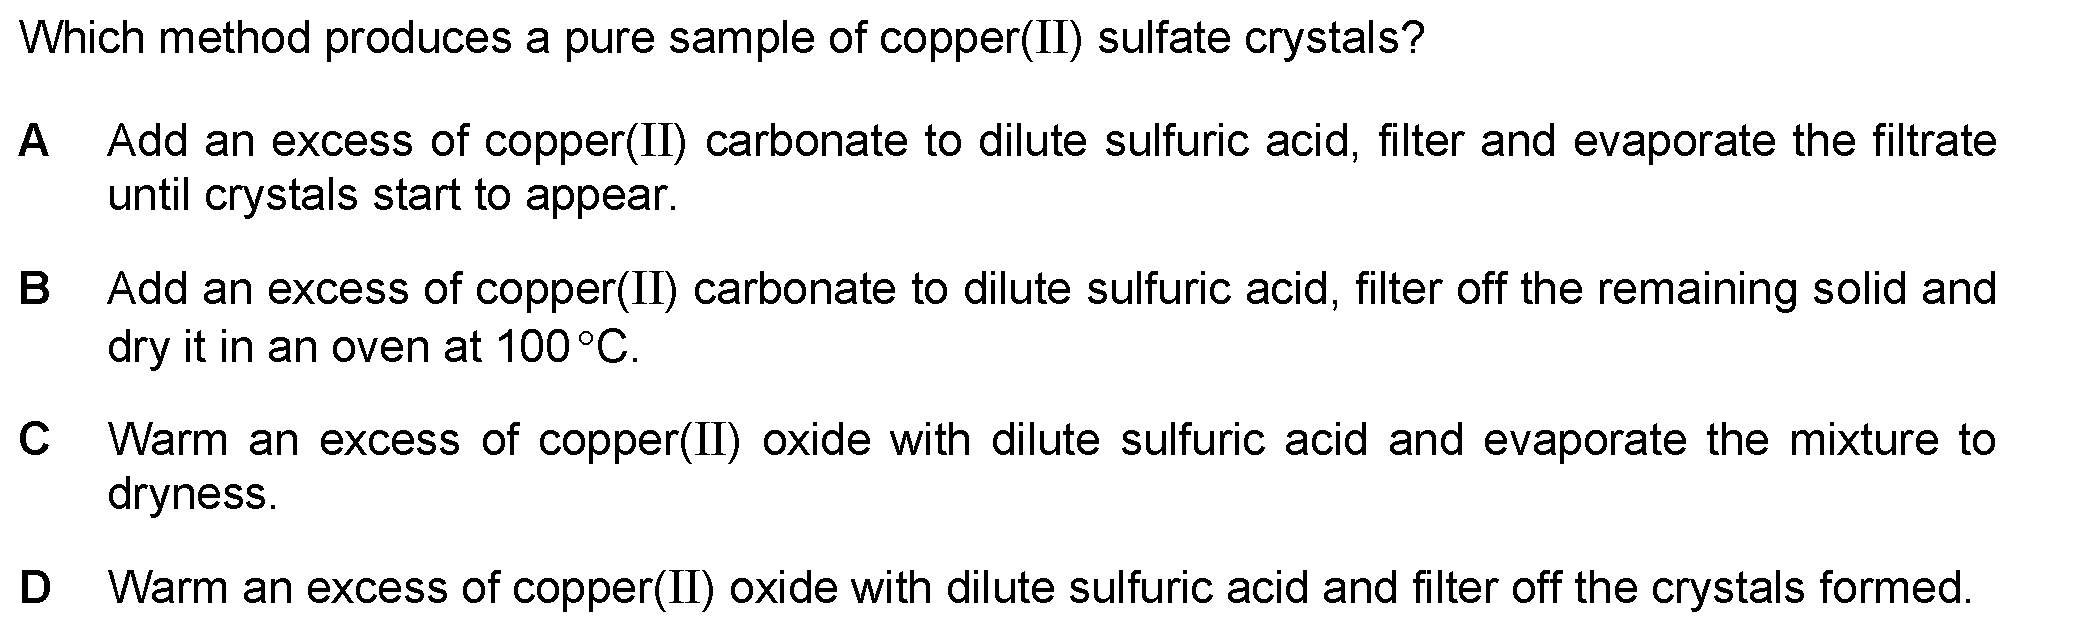 Which method produces a pure sample of copper(II) sulfate crystals?
A Add an excess of copper(II) carbonate to dilute sulfuric acid, filter and evaporate the filtrate
until crystals start to appear.
B Add an excess of copper(II) carbonate to dilute sulfuric acid, filter off the remaining solid and
dry it in an oven at 100 °C.
C Warm an excess of copper(II) oxide with dilute sulfuric acid and evaporate the mixture to
dryness.
D Warm an excess of copper(II) oxide with dilute sulfuric acid and filter off the crystals formed.